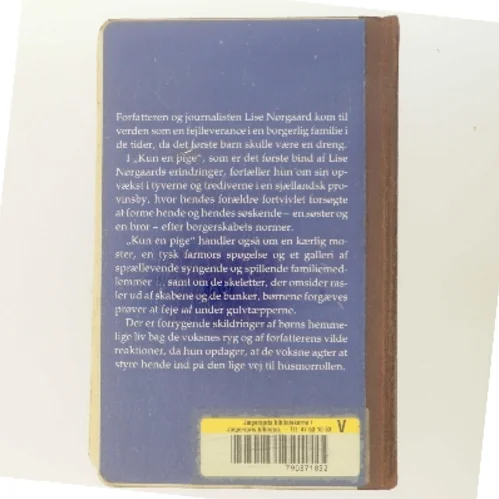 Forfatteren og journalisten Lise Nørgaard kom til
verden som en fejlleverance i en borgerlig familie i
de tider, da det første barn skulle være en dreng.
I „Kun en pige“, som er det første bind af Lise
Nørgaards erindringer, fortæller hun om sin op-
vækst i tyverne og trediverne i en sjællandsk pro-
vinsby, hvor hendes forældre fortvivlet forsøgte
at forme hende og hendes søskende – en søster og
en bror – efter borgerskabets normer.
„Kun en pige“ handler også om en kærlig mo-
ster, en tysk farmors spøgelse og et galleri af
sprællevende syngende og spillende familiemed-
lemmer – samt om de skeletter, der omsider ras-
ler ud af skabene og de bunker, børnene forgæves
prøver at feje ud under gulvtæpperne.
Der er forrygende skildringer af børns hemme-
lige liv bag de voksnes ryg og af forfatterens vilde
reaktioner, da hun opdager, at de voksne agter at
styre hende ind på den lige vej til husmorrollen.
V